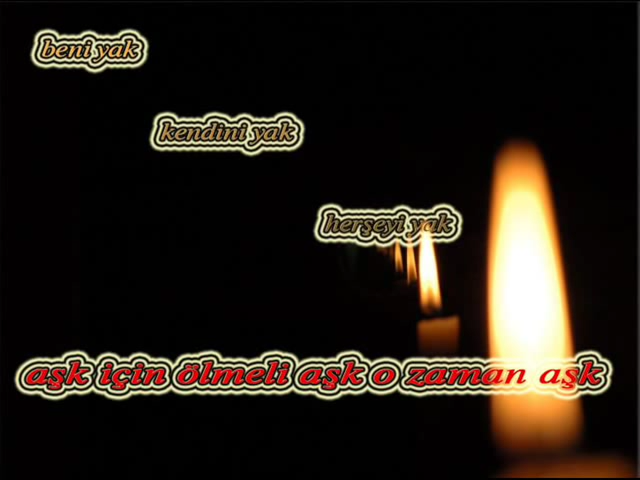 beni yak
kendini yak
herşeyi yak
aşk için ölmeli aşk o zaman aşk